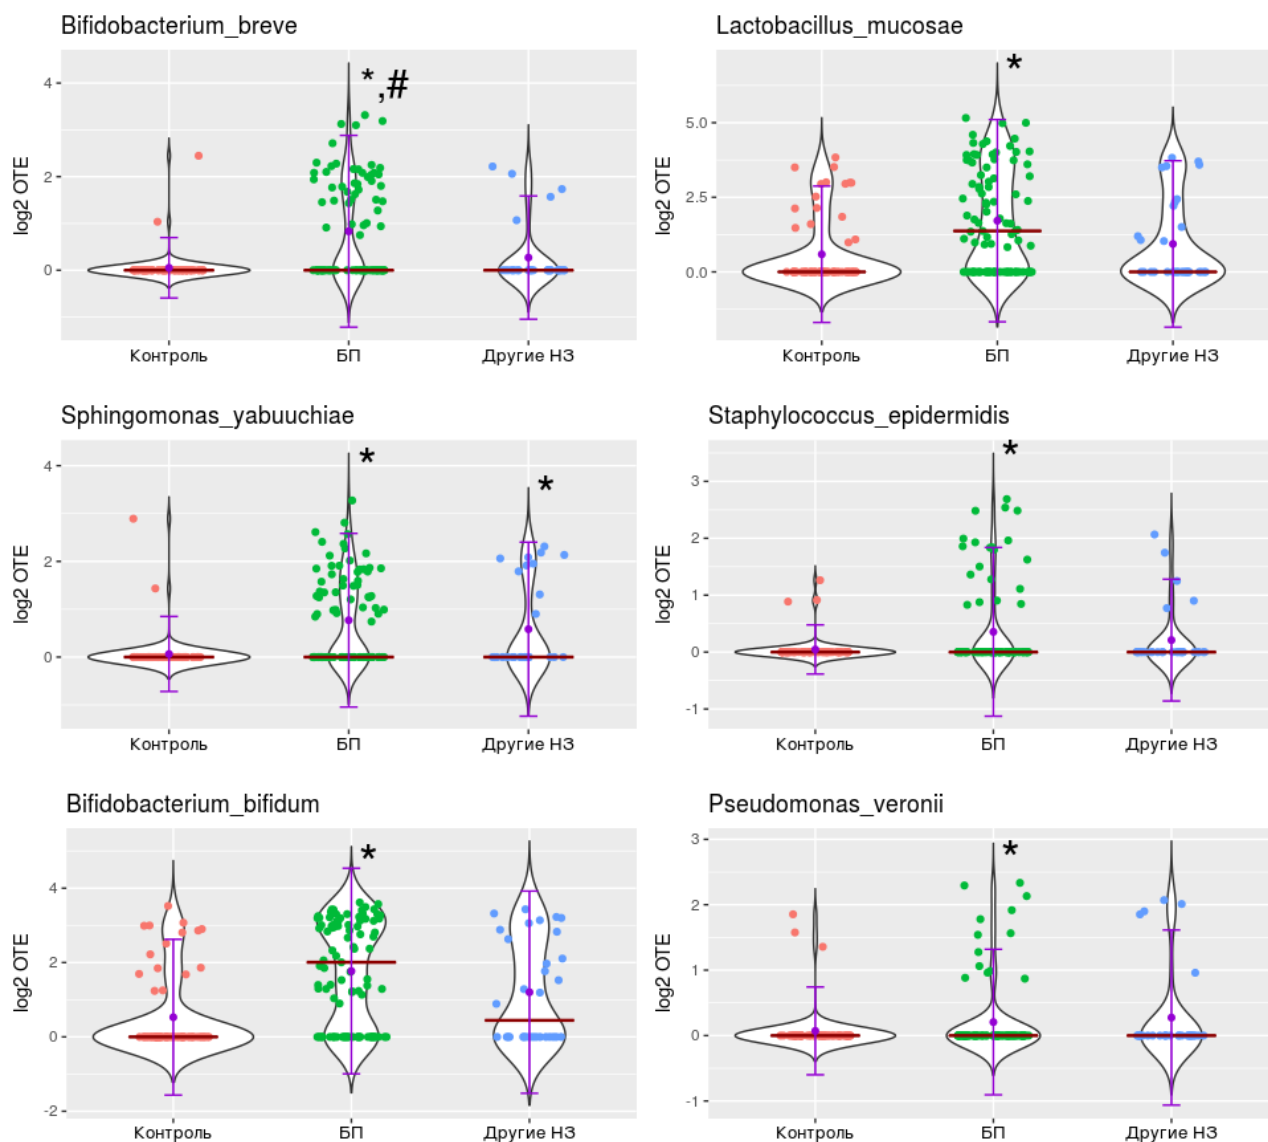 Bifidobacterium_breve
log2 OTE
4
2
0
*,#
Контроль
БП
Другие НЗ
Lactobacillus_mucosae
log2 OTE
5.0
2.5
0.0
*
Контроль
БП
Другие НЗ
Sphingomonas_yabuuchiae
log2 OTE
4
2
0
*
*
Контроль
БП
Другие НЗ
Staphylococcus_epidermidis
log2 OTE
3
2
1
0
-1
*
Контроль
БП
Другие НЗ
Bifidobacterium_bifidum
log2 OTE
4
2
0
-2
*
Контроль
БП
Другие НЗ
Pseudomonas_veronii
log2 OTE
3
2
1
0
-1
*
Контроль
БП
Другие НЗ